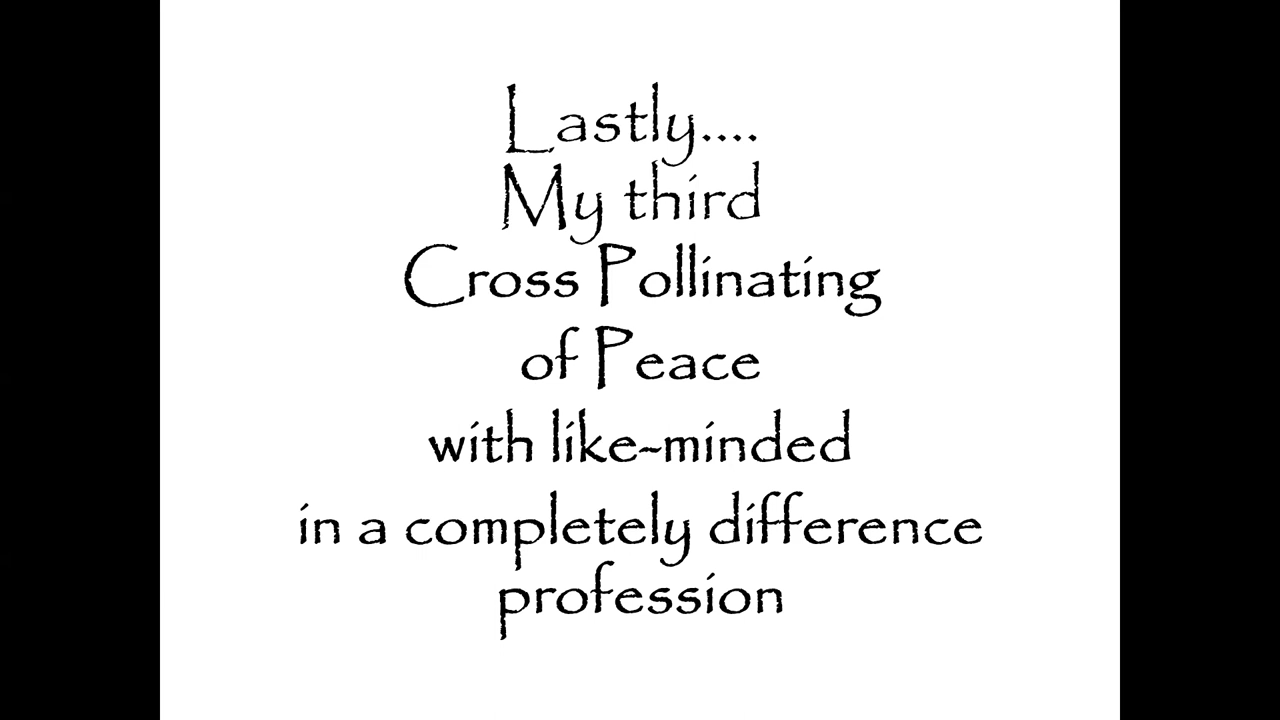 Lastly....
My third
Cross Pollinating
of Peace
with like-minded
in a completely difference
profession